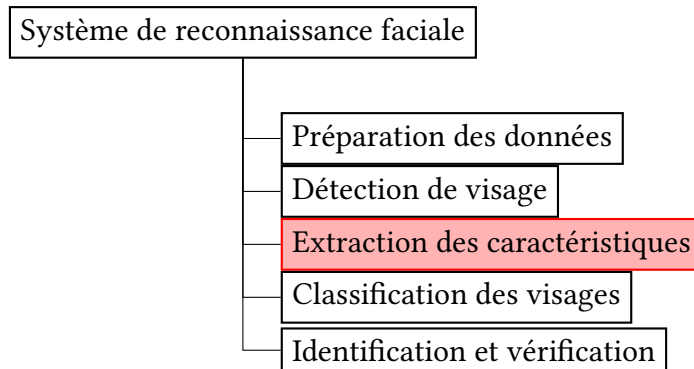 Système de reconnaissance faciale
Préparation des données
Détection de visage
Extraction des caractéristiques
Classification des visages
Identification et vérification